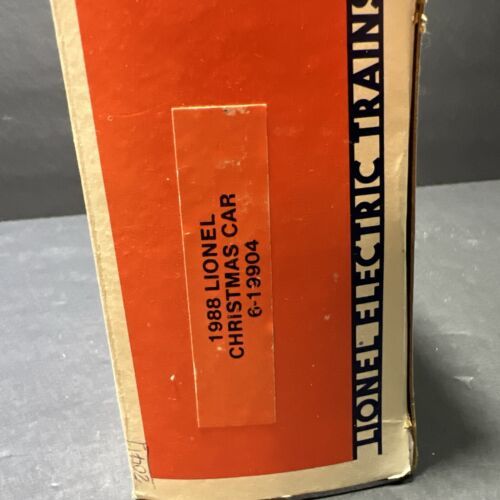 1988 LIONEL
CHRISTMAS CAR
6-19904
LIONEL ELECTRIC TRAINS